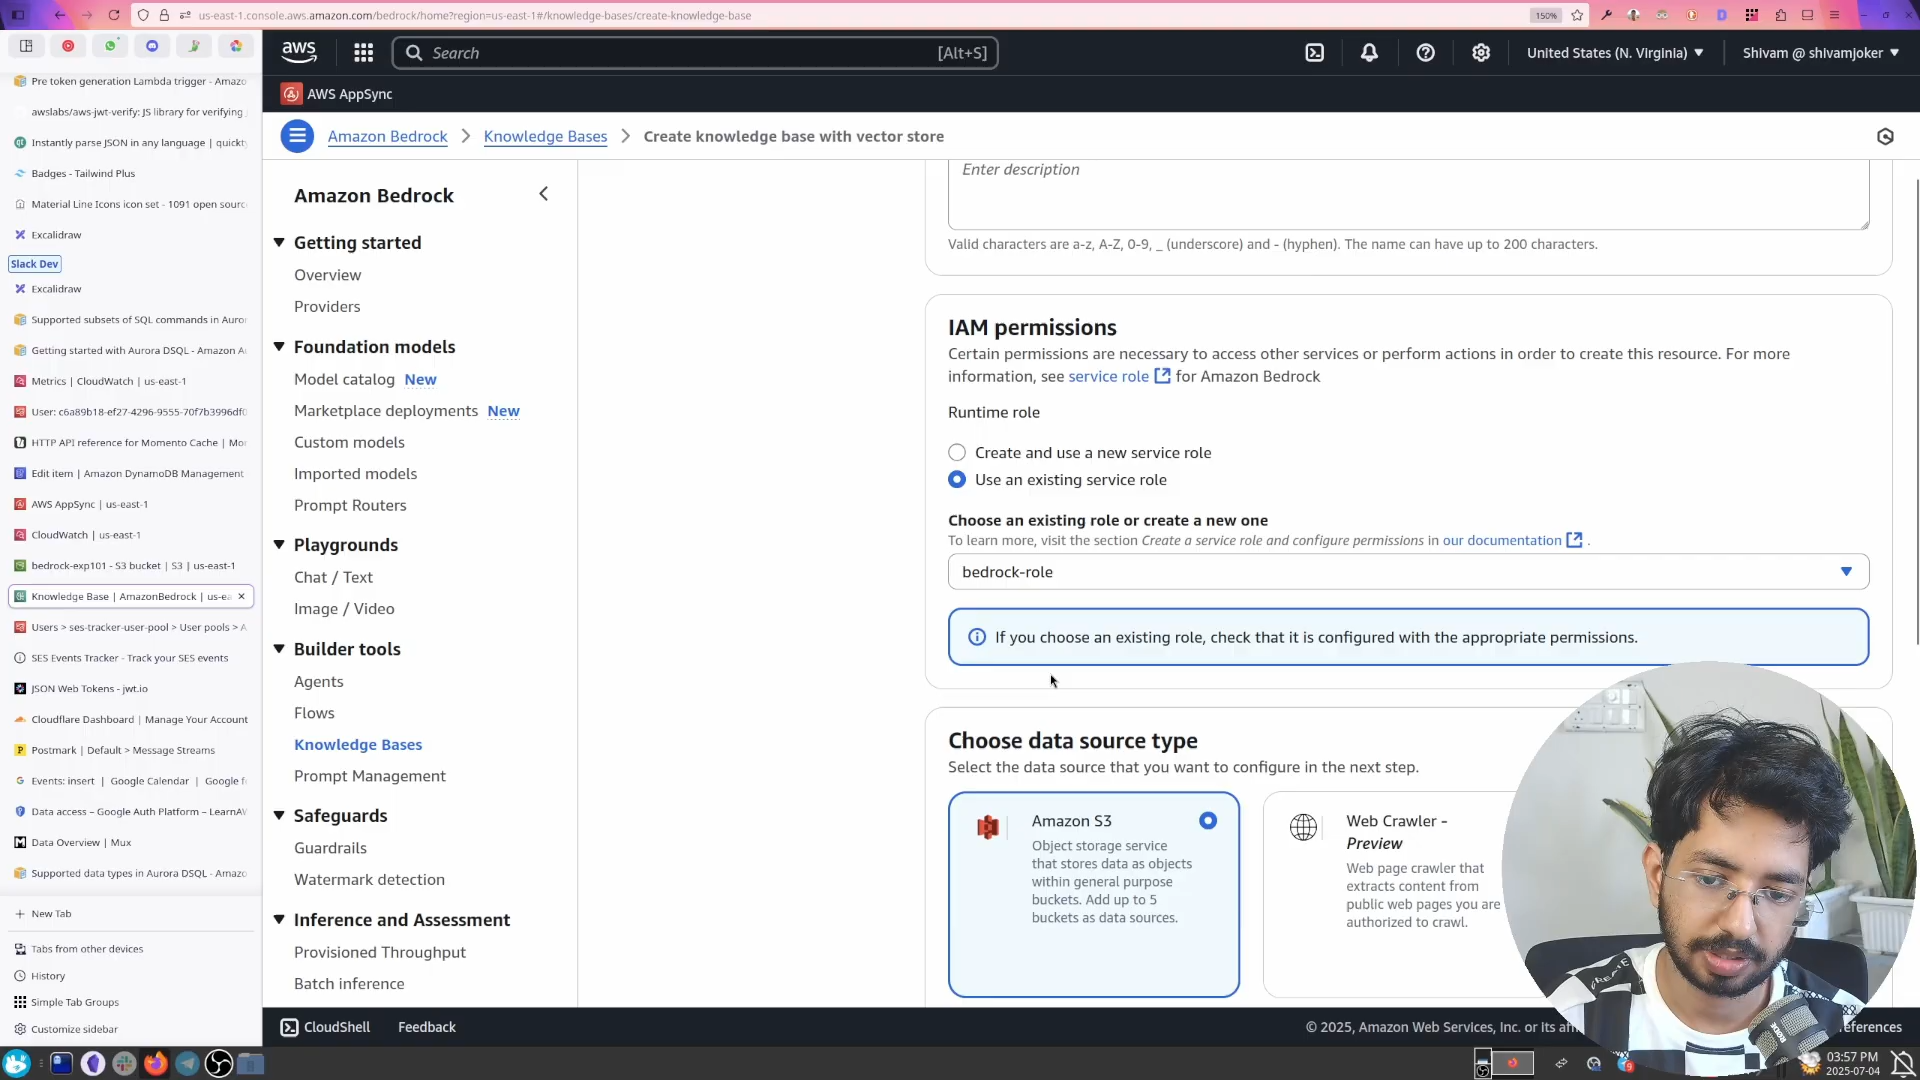 us-east-1.console.aws.amazon.com/bedrock/home?region=us-east-1#/knowledge-bases/create-knowledge-base
150%
Pre token generation Lambda trigger - Amazo
awslabs/aws-jwt-verify: JS library for verifying
Instantly parse JSON in any language | quickty
Badges - Tailwind Plus
Material Line Icons icon set - 1091 open sourc
Excalidraw
Slack Dev
Excalidraw
Supported subsets of SQL commands in Auror
Getting started with Aurora DSQL - Amazon A
Metrics | CloudWatch | us-east-1
User: c6a89b18-ef27-4296-9555-70f7b3996df0
HTTP API reference for Momento Cache | Mo
Edit item | Amazon DynamoDB Management
AWS AppSync | us-east-1
CloudWatch | us-east-1
bedrock-exp101 - S3 bucket | S3 | us-east-1
Knowledge Base | AmazonBedrock | us-ea
Users > ses-tracker-user-pool > User pools > A
SES Events Tracker - Track your SES events
JSON Web Tokens - jwt.io
Cloudflare Dashboard | Manage Your Account
Postmark | Default > Message Streams
Events: insert | Google Calendar | Google f
Data access – Google Auth Platform – LearnAW
Data Overview | Mux
Supported data types in Aurora DSQL - Amazo
New Tab
Tabs from other devices
History
Simple Tab Groups
Customize sidebar
aws
Search
[Alt+S]
United States (N. Virginia)
Shivam @ shivamjoker
AWS AppSync
Amazon Bedrock
Knowledge Bases
Create knowledge base with vector store
Amazon Bedrock
Getting started
Overview
Providers
Foundation models
Model catalog New
Marketplace deployments New
Custom models
Imported models
Prompt Routers
Playgrounds
Chat / Text
Image / Video
Builder tools
Agents
Flows
Knowledge Bases
Prompt Management
Safeguards
Guardrails
Watermark detection
Inference and Assessment
Provisioned Throughput
Batch inference
Enter description
Valid characters are a-z, A-Z, 0-9, _ (underscore) and - (hyphen). The name can have up to 200 characters.
IAM permissions
Certain permissions are necessary to access other services or perform actions in order to create this resource. For more
information, see service role for Amazon Bedrock
Runtime role
Create and use a new service role
Use an existing service role
Choose an existing role or create a new one
To learn more, visit the section Create a service role and configure permissions in our documentation .
bedrock-role
If you choose an existing role, check that it is configured with the appropriate permissions.
Choose data source type
Select the data source that you want to configure in the next step.
Amazon S3
Object storage service
that stores data as objects
within general purpose
buckets. Add up to 5
buckets as data sources.
Web Crawler -
Preview
Web page crawler that
extracts content from
public web pages you are
authorized to crawl.
CloudShell
Feedback
© 2025, Amazon Web Services, Inc. or its aff
eferences
03:57 PM
2025-07-04